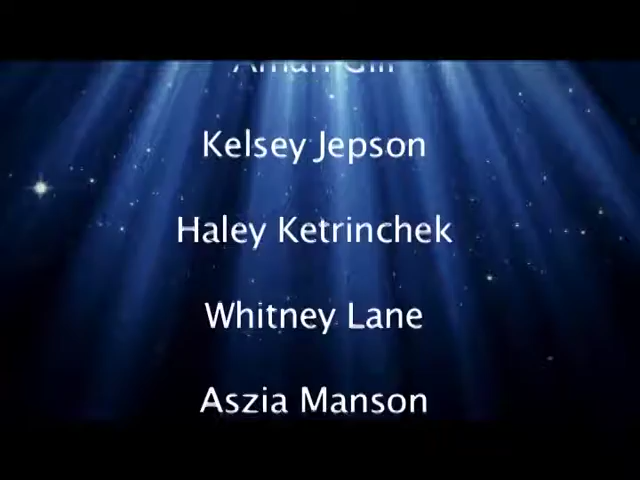 Kelsey Jepson
Haley Ketrinchek
Whitney Lane
Aszia Manson